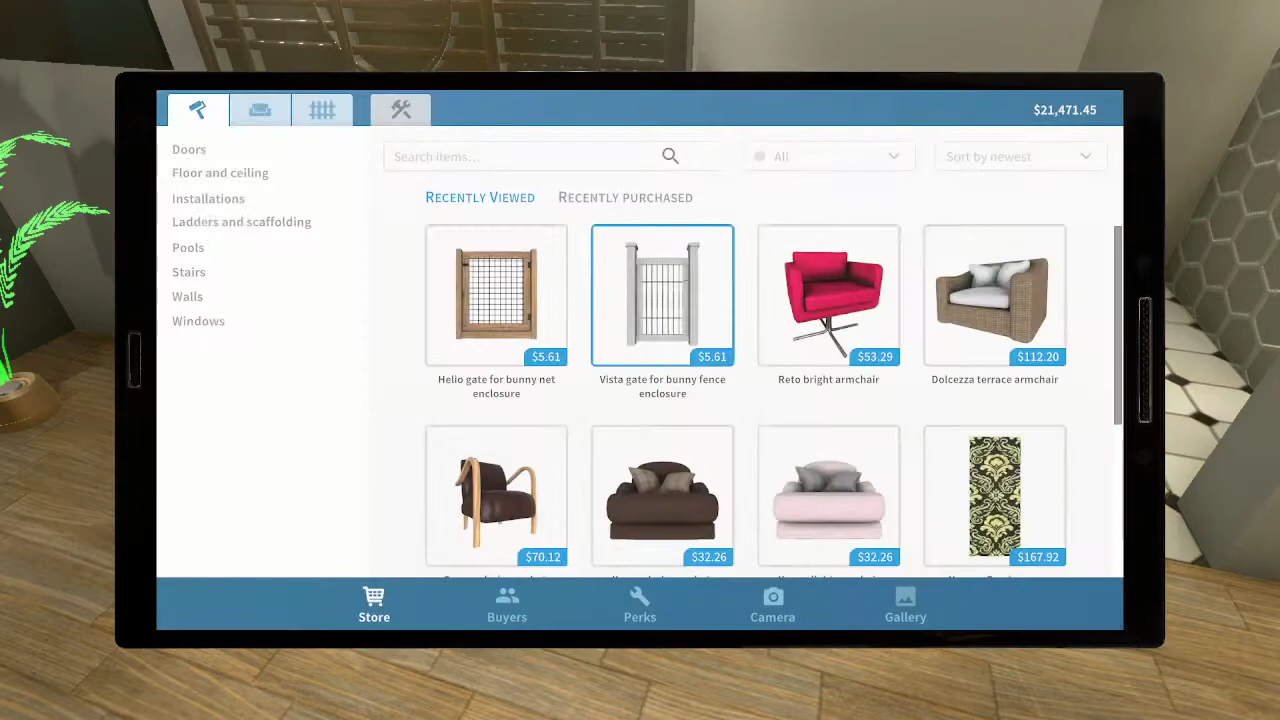 $21,471.45
Doors
Floor and ceiling
Installations
Ladders and scaffolding
Pools
Stairs
Walls
Windows
Search items...
All
Sort by newest
RECENTLY VIEWED
RECENTLY PURCHASED
$5.61
$5.61
$53.29
$112.20
Helio gate for bunny net
enclosure
Vista gate for bunny fence
enclosure
Reto bright armchair
Dolcezza terrace armchair
$70.12
$32.26
$32.26
$167.92
Store
Buyers
Perks
Camera
Gallery